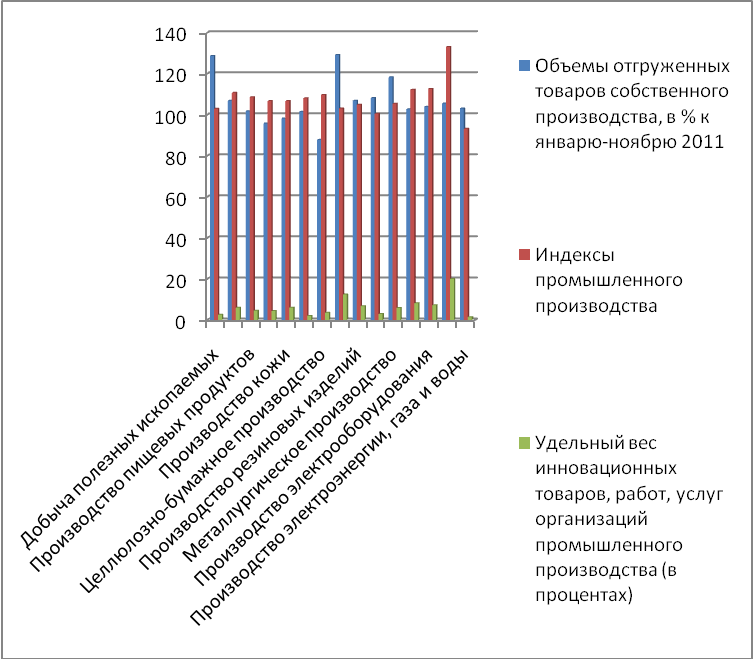 140
120
100
80
60
40
20
0
Добыча полезных ископаемых
Производство пищевых продуктов
Производство кожи
Целлюлозно-бумажное производство
Производство резиновых изделий
Металлургическое производство
Производство электрооборудования
Производство электроэнергии, газа и воды
Объемы отгруженных
товаров собственного
производства, в % к
январю-ноябрю 2011
Индексы
промышленного
производства
Удельный вес
инновационных
товаров, работ, услуг
организаций
промышленного
производства (в
процентах)